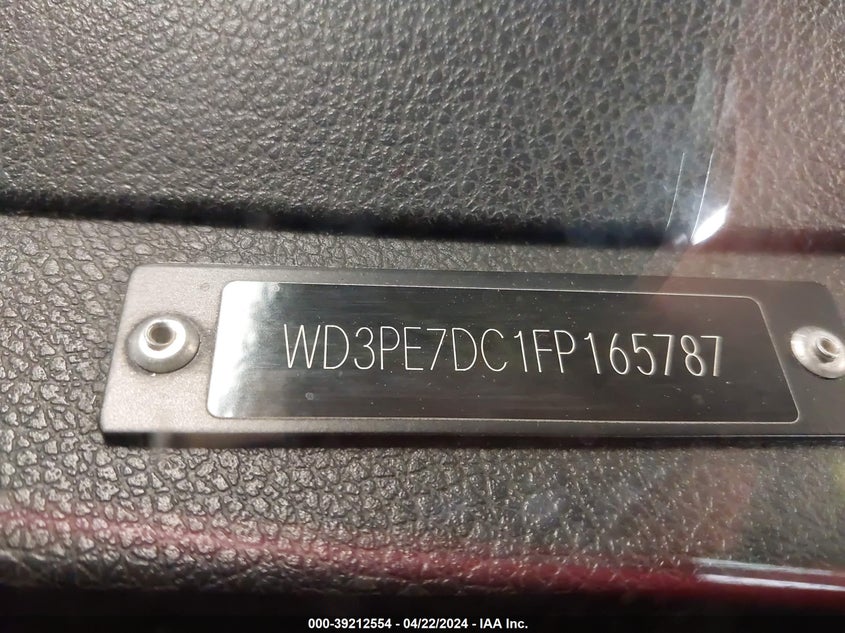 WD3PE7DC1FP165787
000-39212554 - 04/22/2024 - IAA Inc.